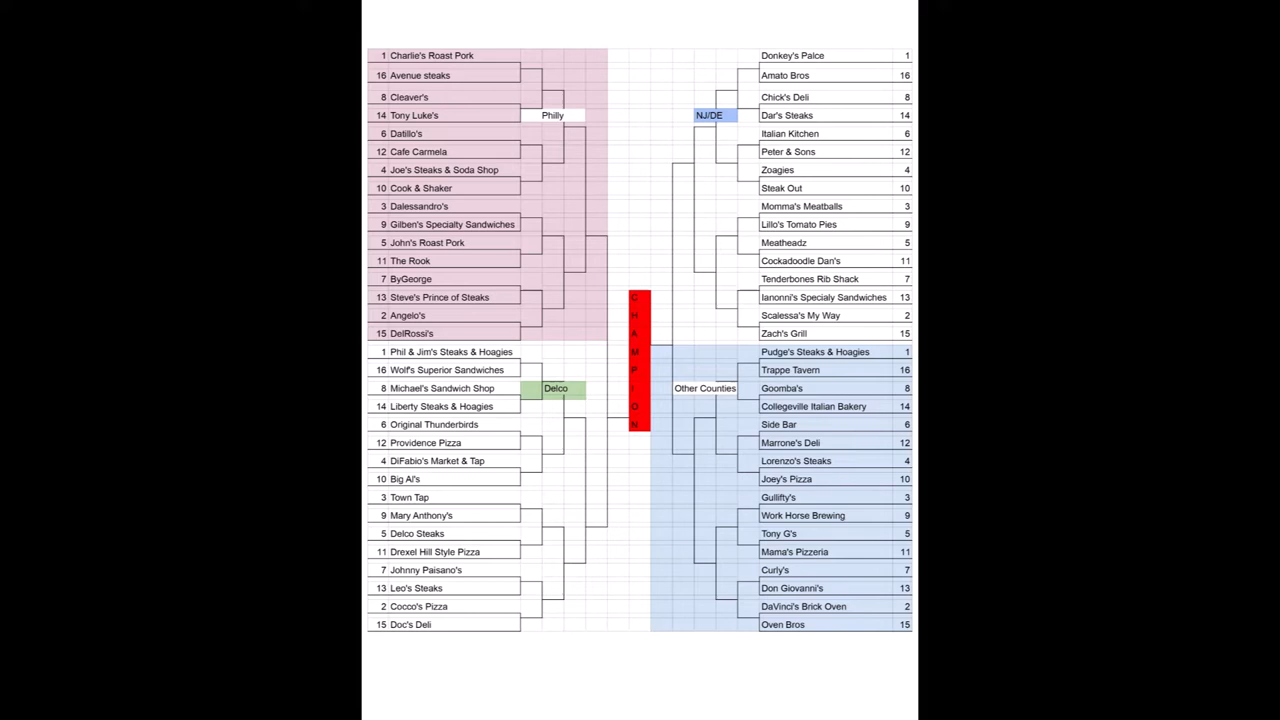 1 Charlie's Roast Pork
16 Avenue steaks
8 Cleaver's
14 Tony Luke's
Philly
6 Datillo's
12 Cafe Carmela
4 Joe's Steaks & Soda Shop
10 Cook & Shaker
3 Dalessandro's
9 Gilben's Specialty Sandwiches
5 John's Roast Pork
11 The Rook
7 ByGeorge
13 Steve's Prince of Steaks
2 Angelo's
15 DelRossi's
1 Phil & Jim's Steaks & Hoagies
16 Wolf's Superior Sandwiches
8 Michael's Sandwich Shop
Delco
14 Liberty Steaks & Hoagies
6 Original Thunderbirds
12 Providence Pizza
4 DiFabio's Market & Tap
10 Big Al's
3 Town Tap
9 Mary Anthony's
5 Delco Steaks
11 Drexel Hill Style Pizza
7 Johnny Paisano's
13 Leo's Steaks
2 Cocco's Pizza
15 Doc's Deli
C
H
A
M
P
I
O
N
Donkey's Palce 1
Amato Bros 16
Chick's Deli 8
NJ/DE
Dar's Steaks 14
Italian Kitchen 6
Peter & Sons 12
Zoagies 4
Steak Out 10
Momma's Meatballs 3
Lillo's Tomato Pies 9
Meatheadz 5
Cockadoodle Dan's 11
Tenderbones Rib Shack 7
Ianonni's Specialy Sandwiches 13
Scalessa's My Way 2
Zach's Grill 15
Pudge's Steaks & Hoagies 1
Trappe Tavern 16
Other Counties
Goomba's 8
Collegeville Italian Bakery 14
Side Bar 6
Marrone's Deli 12
Lorenzo's Steaks 4
Joey's Pizza 10
Gullifty's 3
Work Horse Brewing 9
Tony G's 5
Mama's Pizzeria 11
Curly's 7
Don Giovanni's 13
DaVinci's Brick Oven 2
Oven Bros 15